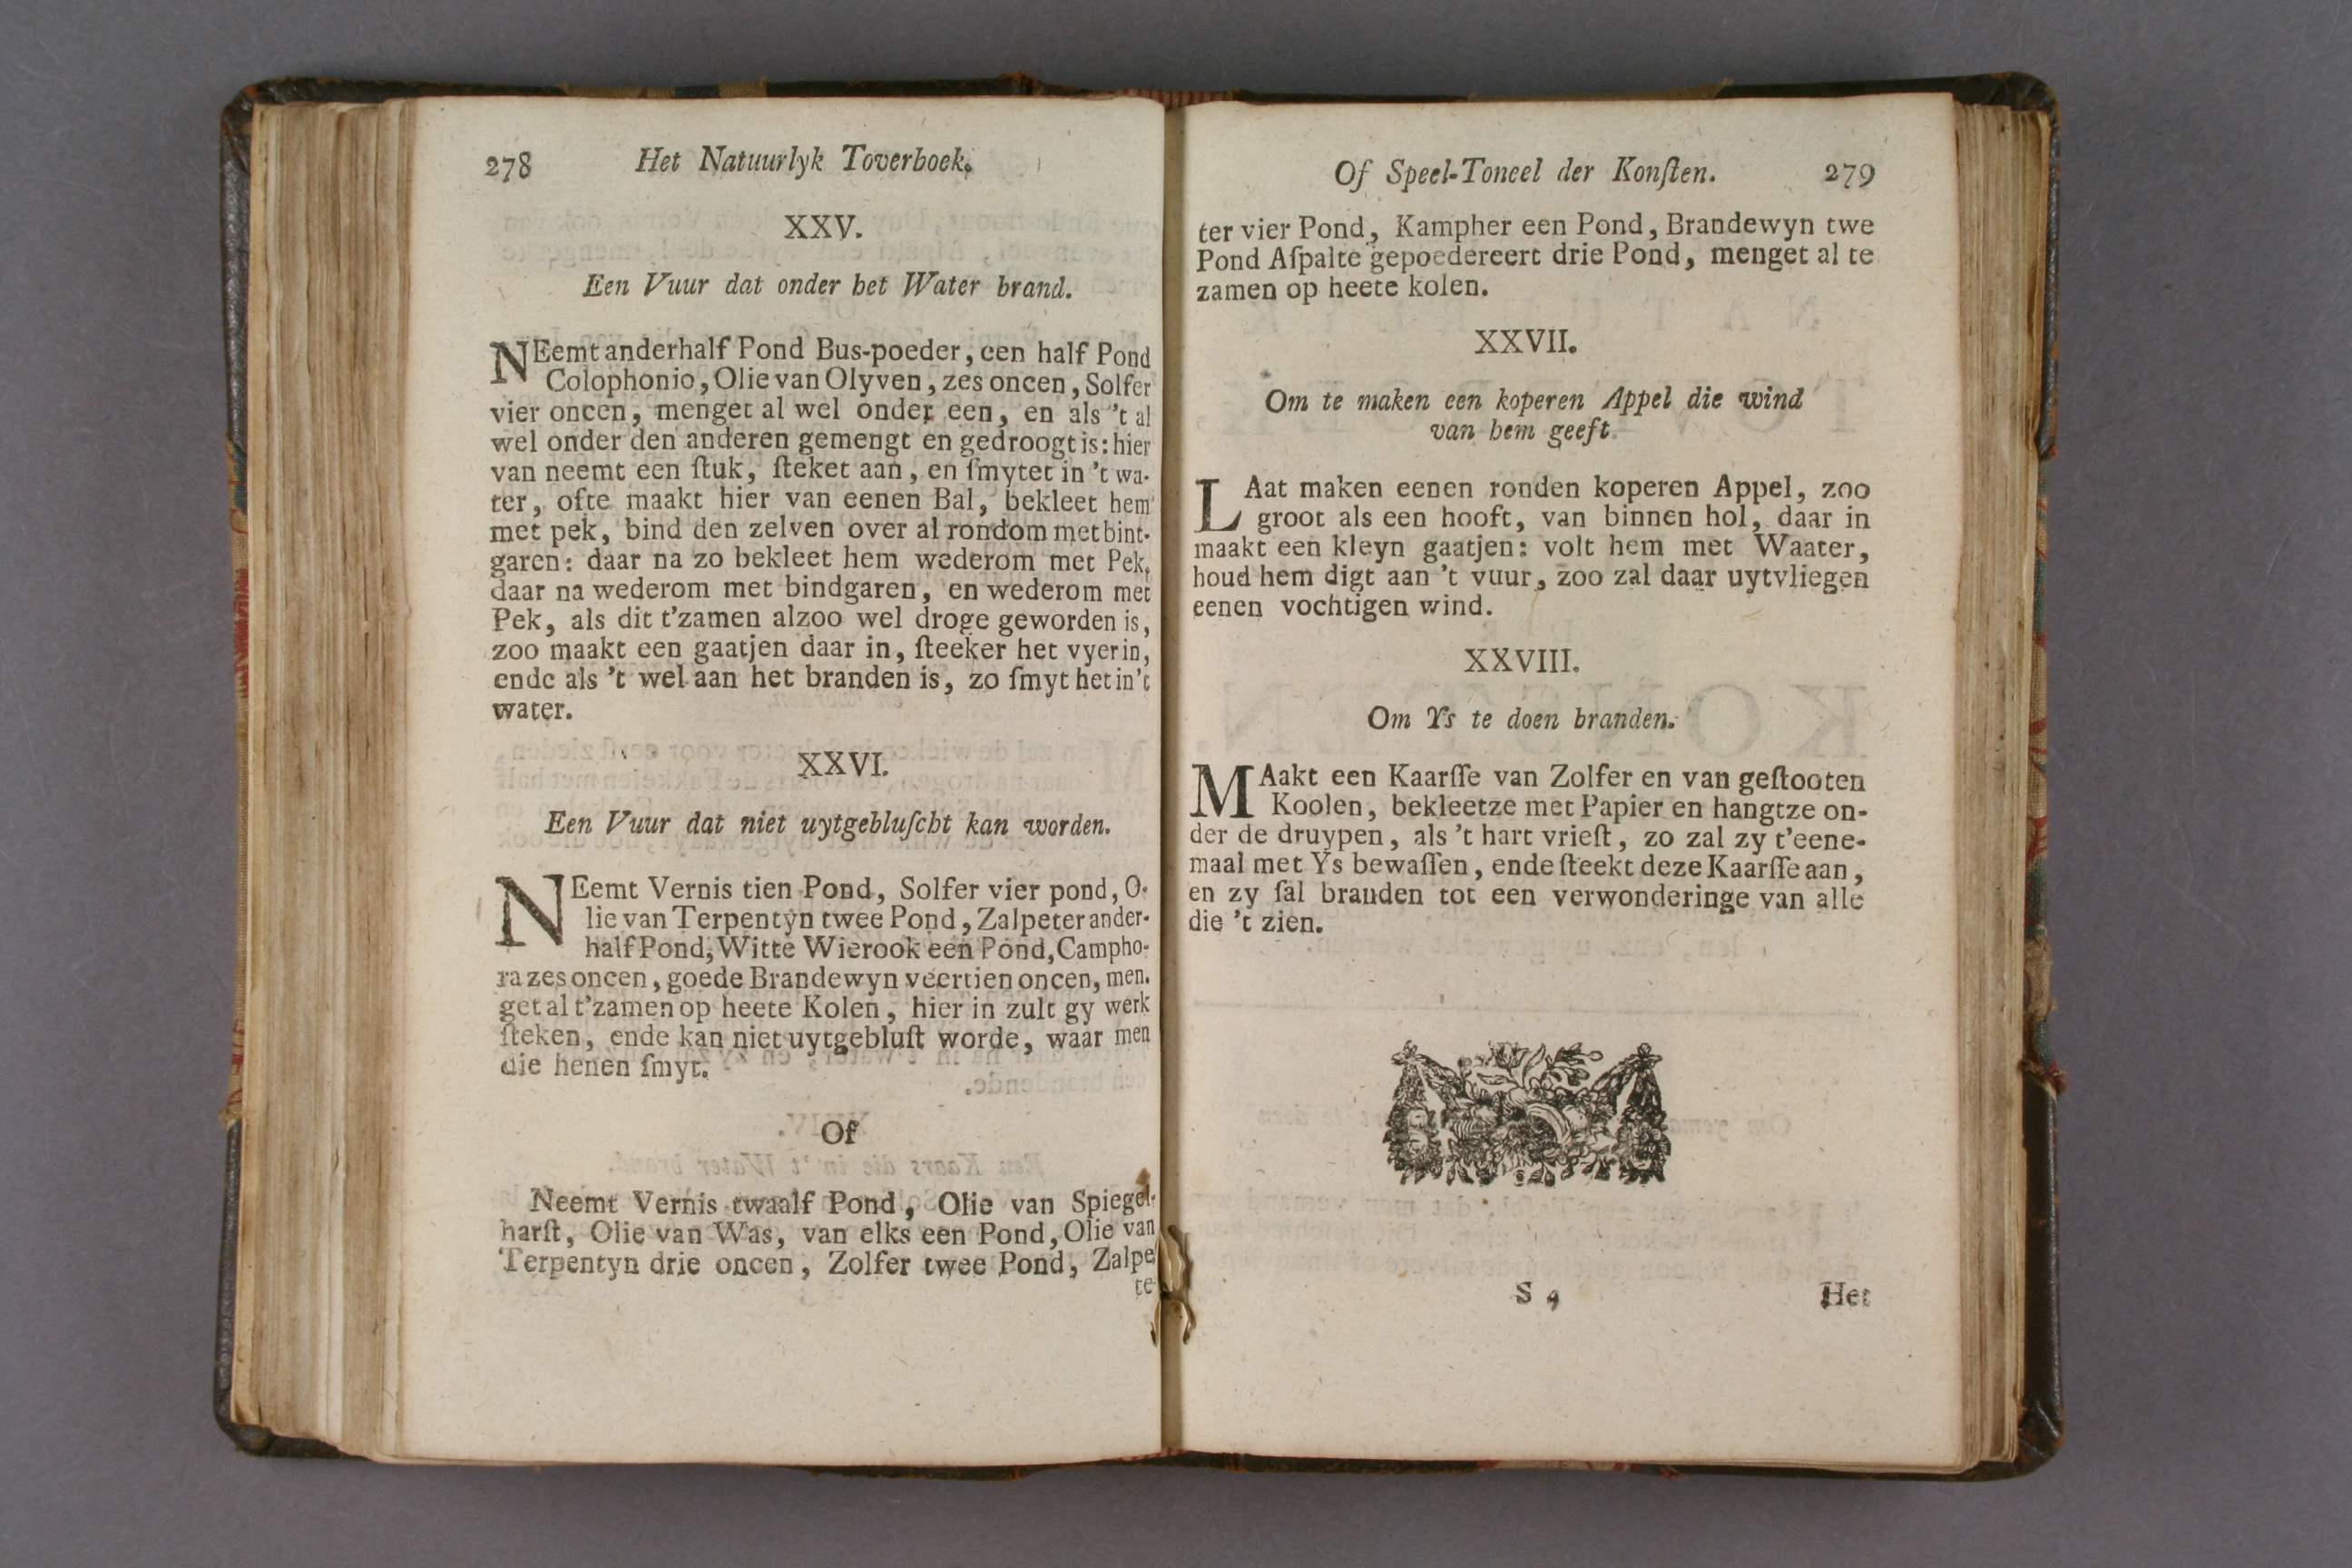 278 Het Natuurlyk Toverboek.
XXV.
Een Vuur dat onder het Water brand.
NEemt anderhalf Pond Bus-poeder, een half Pond
Colophonio, Olie van Olyven, zes oncen, Solfer
vier oncen, menget al wel onder een, en als 't al
wel onder den anderen gemengt en gedroogt is: hier
van neemt een ſtuk, ſteket aan, en ſmytet in 't wa-
ter, ofte maakt hier van eenen Bal, bekleet hem
met pek, bind den zelven over al rondom met bint-
garen: daar na zo bekleet hem wederom met Pek,
daar na wederom met bindgaren, en wederom met
Pek, als dit t'zamen alzoo wel droge geworden is,
zoo maakt een gaatjen daar in, ſteeker het vyer in,
ende als 't wel aan het branden is, zo ſmyt het in't
water.
XXVI.
Een Vuur dat niet uytgebluſcht kan worden.
NEemt Vernis tien Pond, Solfer vier pond, O-
lie van Terpentyn twee Pond, Zalpeter ander-
half Pond, Witte Wierook een Pond, Campho-
ra zes oncen, goede Brandewyn veertien oncen, men.
get al t'zamen op heete Kolen, hier in zult gy werk
ſteken, ende kan niet uytgebluſt worde, waar men
die henen ſmyt.
Of
Neemt Vernis twaalf Pond, Olie van Spiegel-
harſt, Olie van Was, van elks een Pond, Olie van
Terpentyn drie oncen, Zolfer twee Pond, Zalpe
te
Of Speel-Toneel der Konſten. 279
ter vier Pond, Kampher een Pond, Brandewyn twe
Pond Aſpalte gepoedereert drie Pond, menget al te
zamen op heete kolen.
XXVII.
Om te maken een koperen Appel die wind
van hem geeft
LAat maken eenen ronden koperen Appel, zoo
groot als een hooft, van binnen hol, daar in
maakt een kleyn gaatjen: volt hem met Waater,
houd hem digt aan 't vuur, zoo zal daar uytvliegen
eenen vochtigen wind.
XXVIII.
Om Ys te doen branden.
MAakt een Kaarſſe van Zolfer en van geſtooten
Koolen, bekleetze met Papier en hangtze on-
der de druypen, als 't hart vrieſt, zo zal zy t'eene-
maal met Ys bewaſſen, ende ſteekt deze Kaarſſe aan,
en zy ſal brauden tot een verwonderinge van alle
die 't zien.
S 4 Het